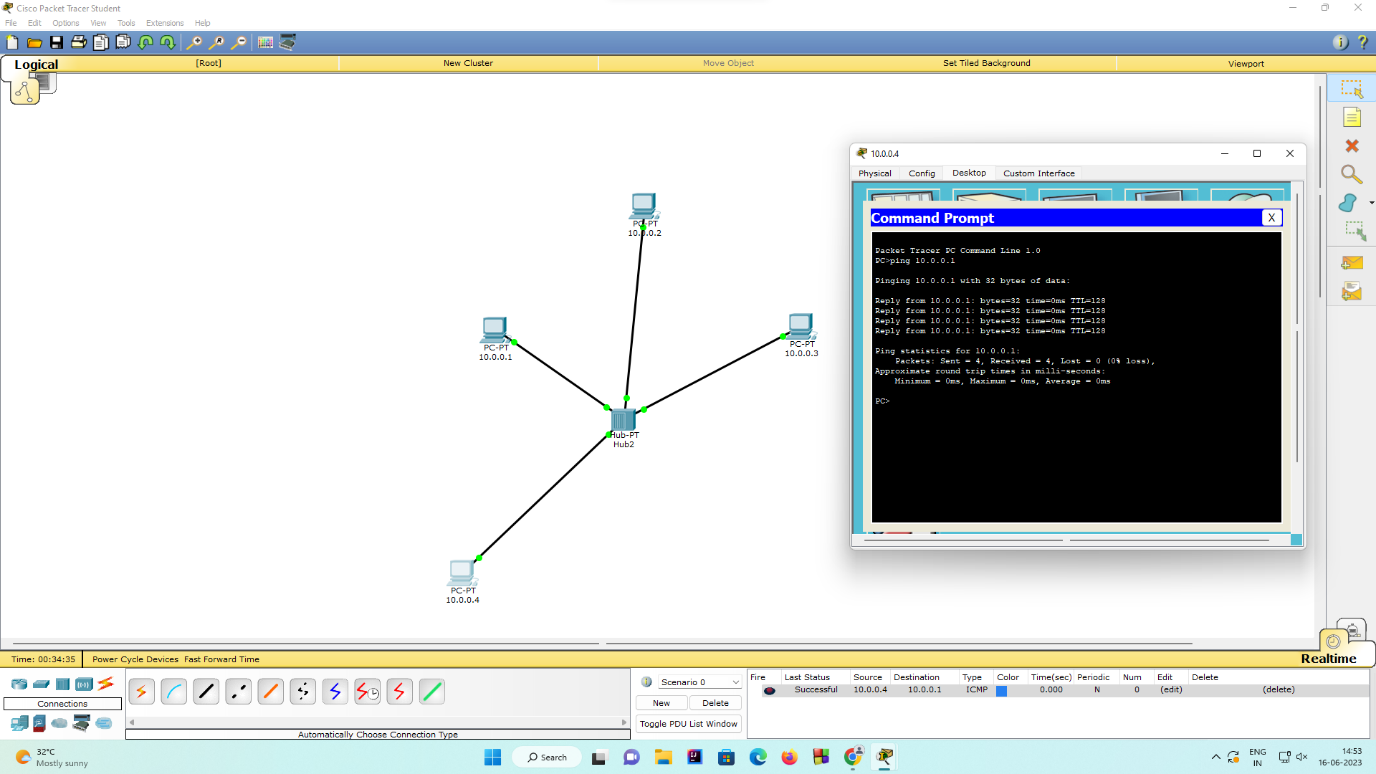 Cisco Packet Tracer Student
File Edit Options View Tools Extensions Help
Logical [Root] New Cluster Move Object Set Tiled Background Viewport
10.0.0.4
Physical Config Desktop Custom Interface
Command Prompt X
Packet Tracer PC Command Line 1.0
PC>ping 10.0.0.1
Pinging 10.0.0.1 with 32 bytes of data:
Reply from 10.0.0.1: bytes=32 time=0ms TTL=128
Reply from 10.0.0.1: bytes=32 time=0ms TTL=128
Reply from 10.0.0.1: bytes=32 time=0ms TTL=128
Reply from 10.0.0.1: bytes=32 time=0ms TTL=128
Ping statistics for 10.0.0.1:
Packets: Sent = 4, Received = 4, Lost = 0 (0% loss),
Approximate round trip times in milli-seconds:
Minimum = 0ms, Maximum = 0ms, Average = 0ms
PC>
PC-PT
10.0.0.2
PC-PT
10.0.0.1
PC-PT
10.0.0.3
Hub-PT
Hub2
PC-PT
10.0.0.4
Time: 00:34:35 Power Cycle Devices Fast Forward Time Realtime
Connections
Automatically Choose Connection Type
Scenario 0
New Delete
Toggle PDU List Window
Fire Last Status Source Destination Type Color Time(sec) Periodic Num Edit Delete
Successful 10.0.0.4 10.0.0.1 ICMP 0.000 N 0 (edit) (delete)
32°C
Mostly sunny
Search
ENG
IN
14:53
16-06-2023